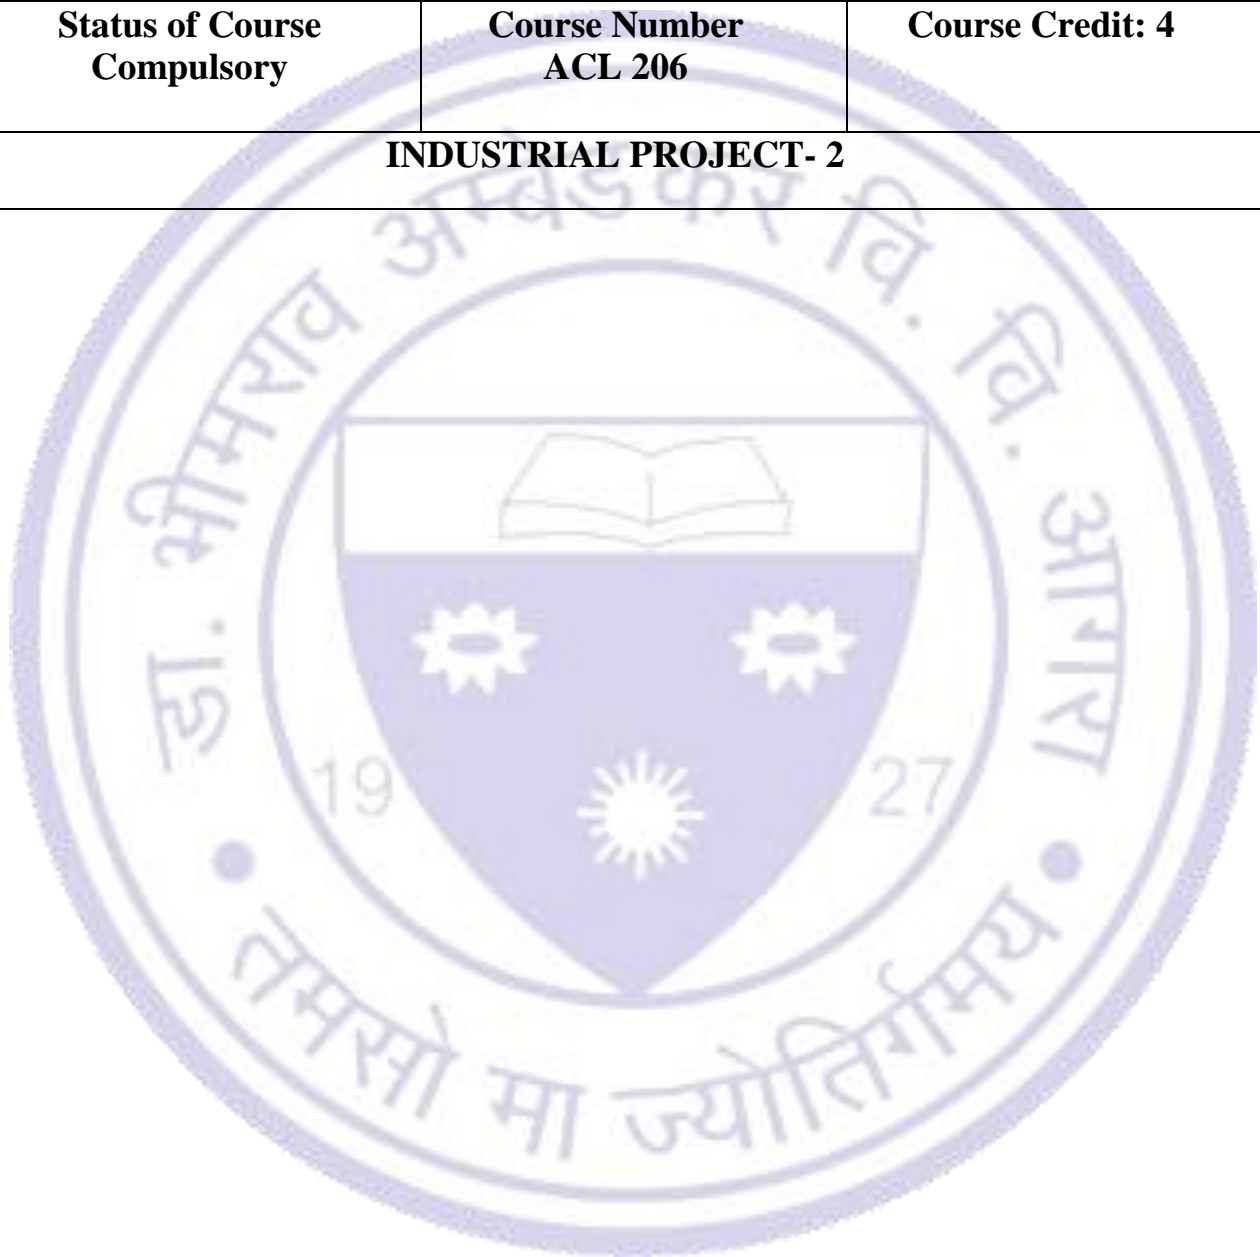 Status of Course
Compulsory
Course Number
ACL 206
Course Credit: 4
INDUSTRIAL PROJECT- 2
डा. भीमराव अम्बेडकर वि. वि. आगरा
19
27
तमसो मा ज्योतिर्गमय